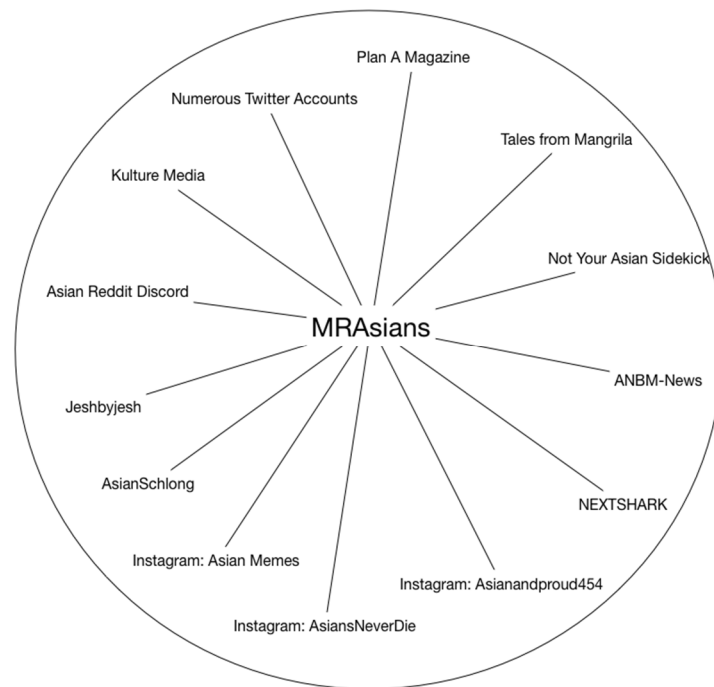 Plan A Magazine
Numerous Twitter Accounts
Tales from Mangrila
Kulture Media
Not Your Asian Sidekick
Asian Reddit Discord
MRAsians
ANBM-News
Jeshbyjesh
AsianSchlong
NEXTSHARK
Instagram: Asian Memes
Instagram: Asianandproud454
Instagram: AsiansNeverDie